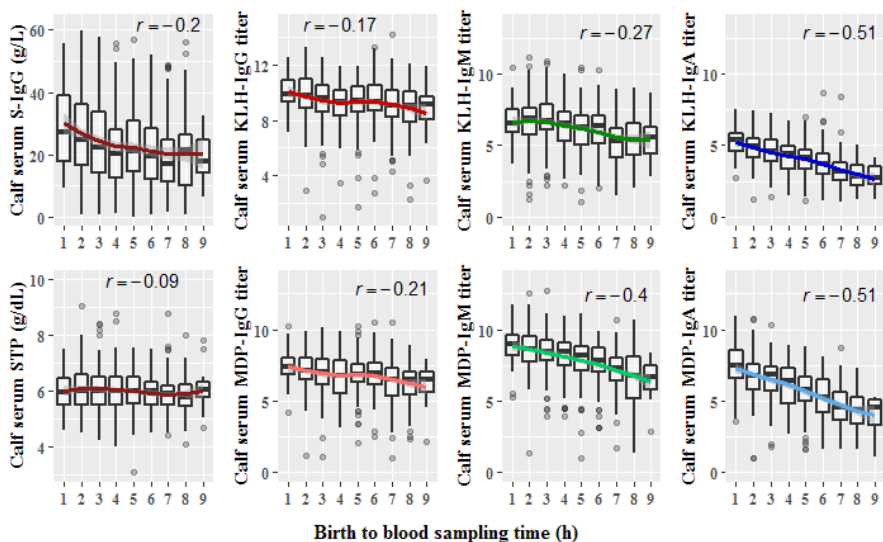 Calf serum S-IgG (g/L)
r=−0.2
60
40
20
0
1 2 3 4 5 6 7 8 9
Calf serum KLH-IgG titer
r=−0.17
12
8
4
1 2 3 4 5 6 7 8 9
Calf serum KLH-IgM titer
r=−0.27
10
5
0
1 2 3 4 5 6 7 8 9
Calf serum KLH-IgA titer
r=−0.51
10
5
0
1 2 3 4 5 6 7 8 9
Calf serum STP (g/dL)
r=−0.09
10
8
6
4
1 2 3 4 5 6 7 8 9
Calf serum MDP-IgG titer
r=−0.21
10
5
0
1 2 3 4 5 6 7 8 9
Calf serum MDP-IgM titer
r=−0.4
10
5
0
1 2 3 4 5 6 7 8 9
Calf serum MDP-IgA titer
r=−0.51
10
5
0
1 2 3 4 5 6 7 8 9
Birth to blood sampling time (h)